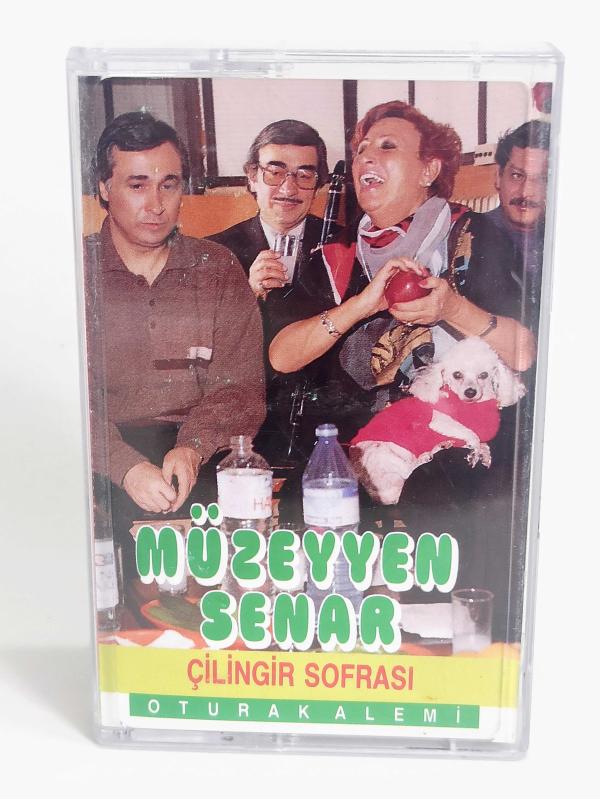 MÜZEYYEN
SENAR
ÇİLİNGİR SOFRASI
OTURAK ALEMİ